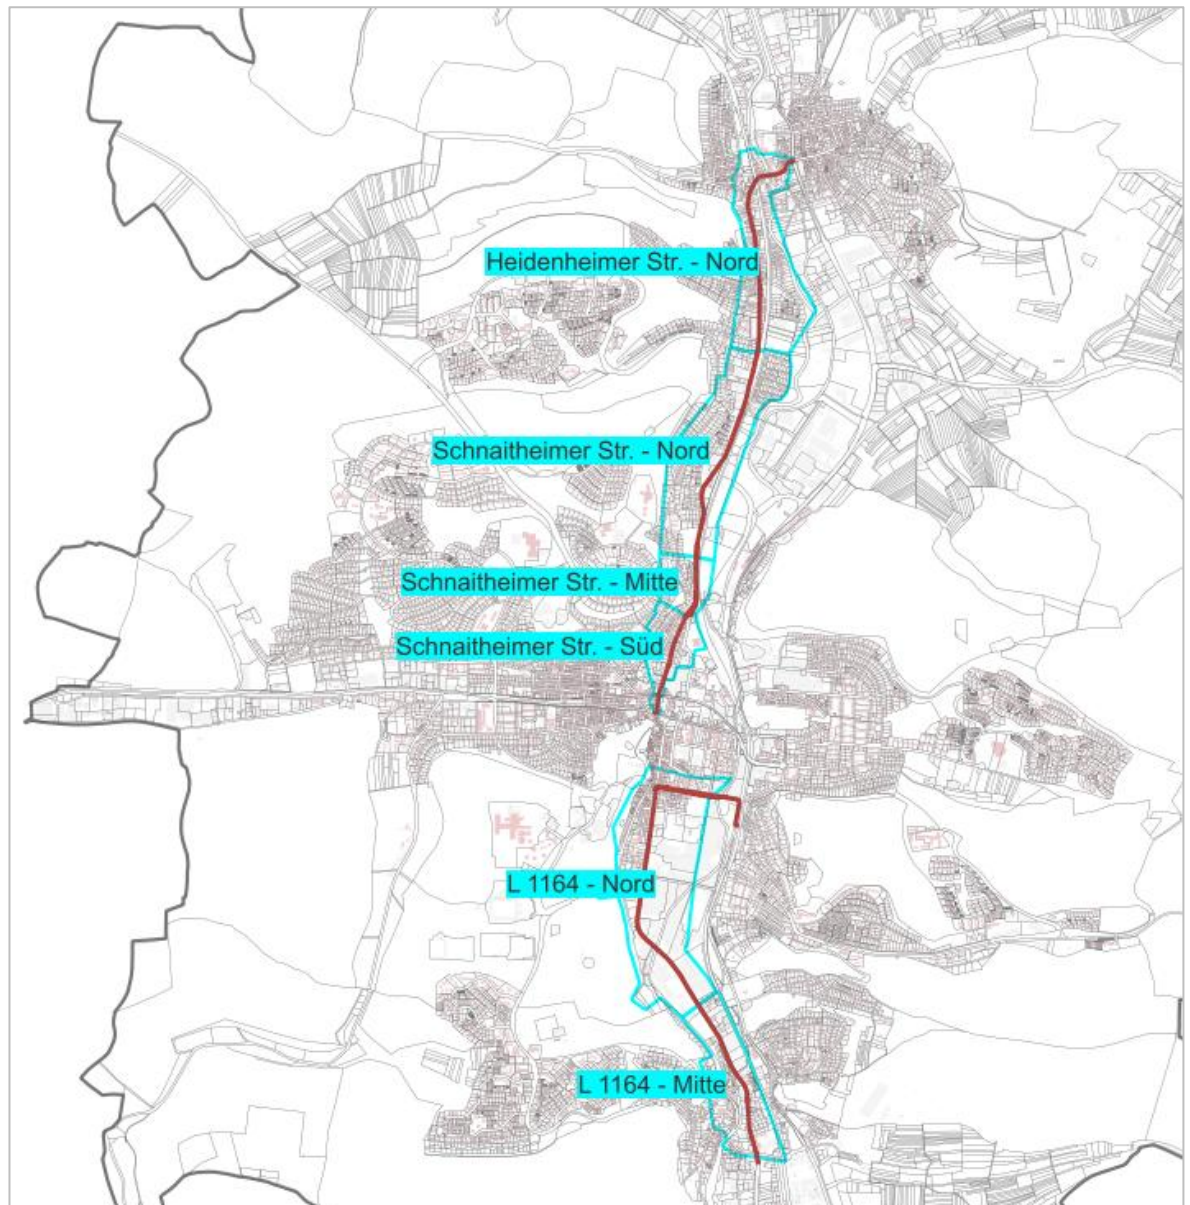 Heidenheimer Str. - Nord
Schnaitheimer Str. - Nord
Schnaitheimer Str. - Mitte
Schnaitheimer Str. - Süd
L 1164 - Nord
L 1164 - Mitte